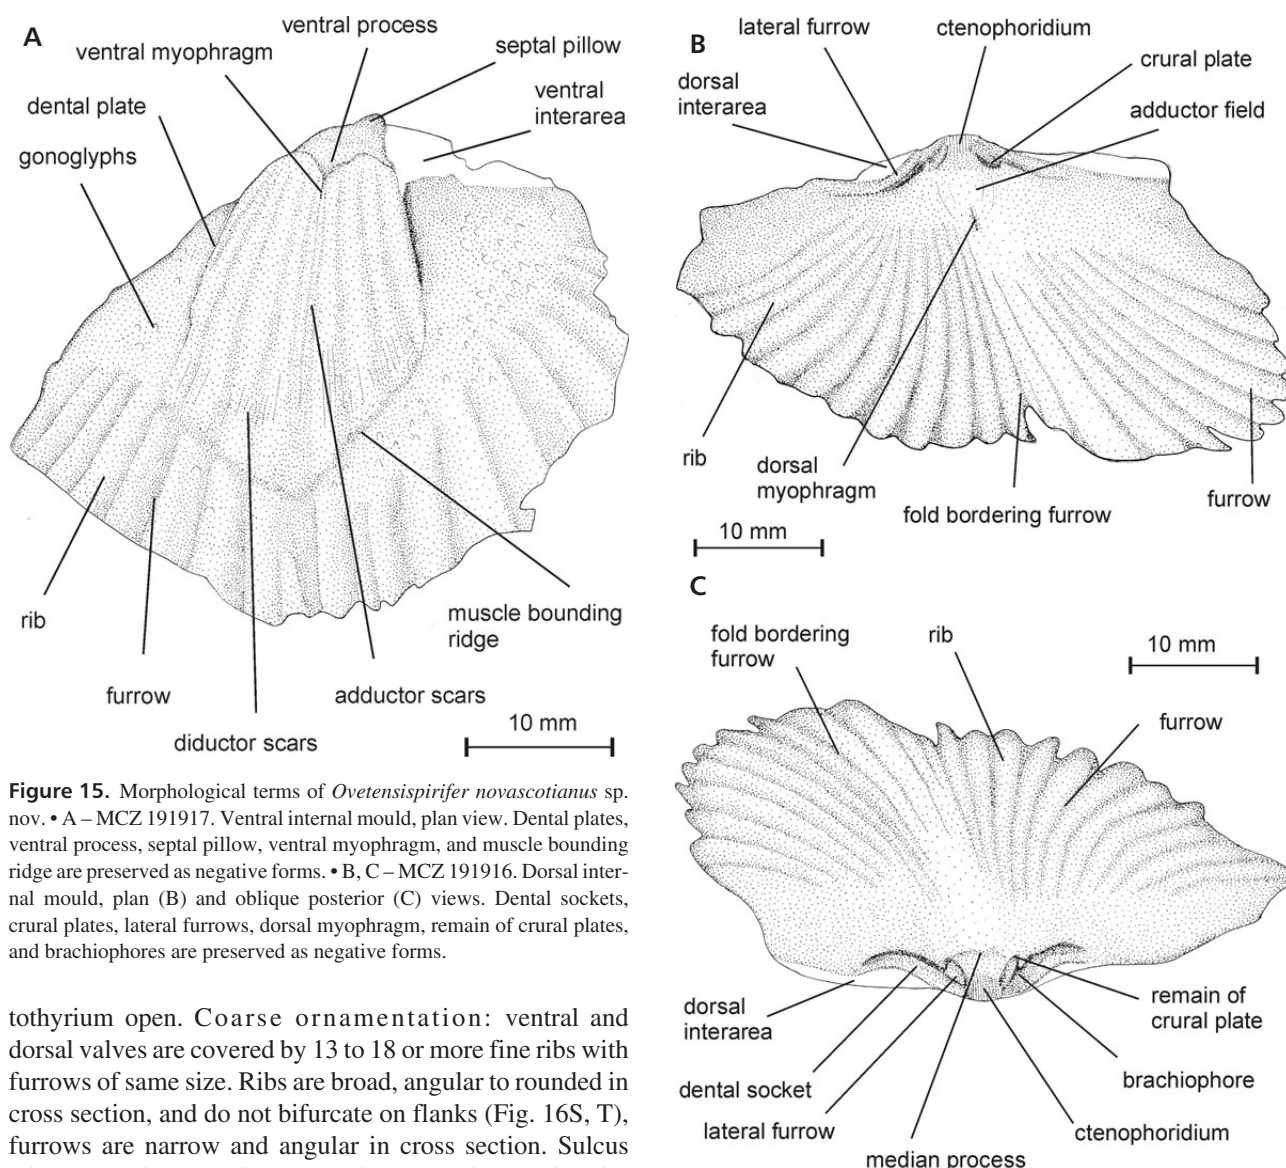 A
ventral process
ventral myophragm
septal pillow
dental plate
ventral
interarea
gonoglyphs
rib
furrow
diductor scars
adductor scars
muscle bounding
ridge
10 mm
B
lateral furrow
ctenophoridium
crural plate
dorsal
interarea
adductor field
rib
dorsal
myophragm
fold bordering furrow
furrow
10 mm
C
fold bordering
furrow
rib
10 mm
furrow
dorsal
interarea
remain of
crural plate
dental socket
brachiophore
lateral furrow
ctenophoridium
median process
Figure 15. Morphological terms of Ovetensispirifer novascotianus sp.
nov. • A – MCZ 191917. Ventral internal mould, plan view. Dental plates,
ventral process, septal pillow, ventral myophragm, and muscle bounding
ridge are preserved as negative forms. • B, C – MCZ 191916. Dorsal inter-
nal mould, plan (B) and oblique posterior (C) views. Dental sockets,
crural plates, lateral furrows, dorsal myophragm, remain of crural plates,
and brachiophores are preserved as negative forms.
tothyrium open. Coarse ornamentation: ventral and
dorsal valves are covered by 13 to 18 or more fine ribs with
furrows of same size. Ribs are broad, angular to rounded in
cross section, and do not bifurcate on flanks (Fig. 16S, T),
furrows are narrow and angular in cross section. Sulcus